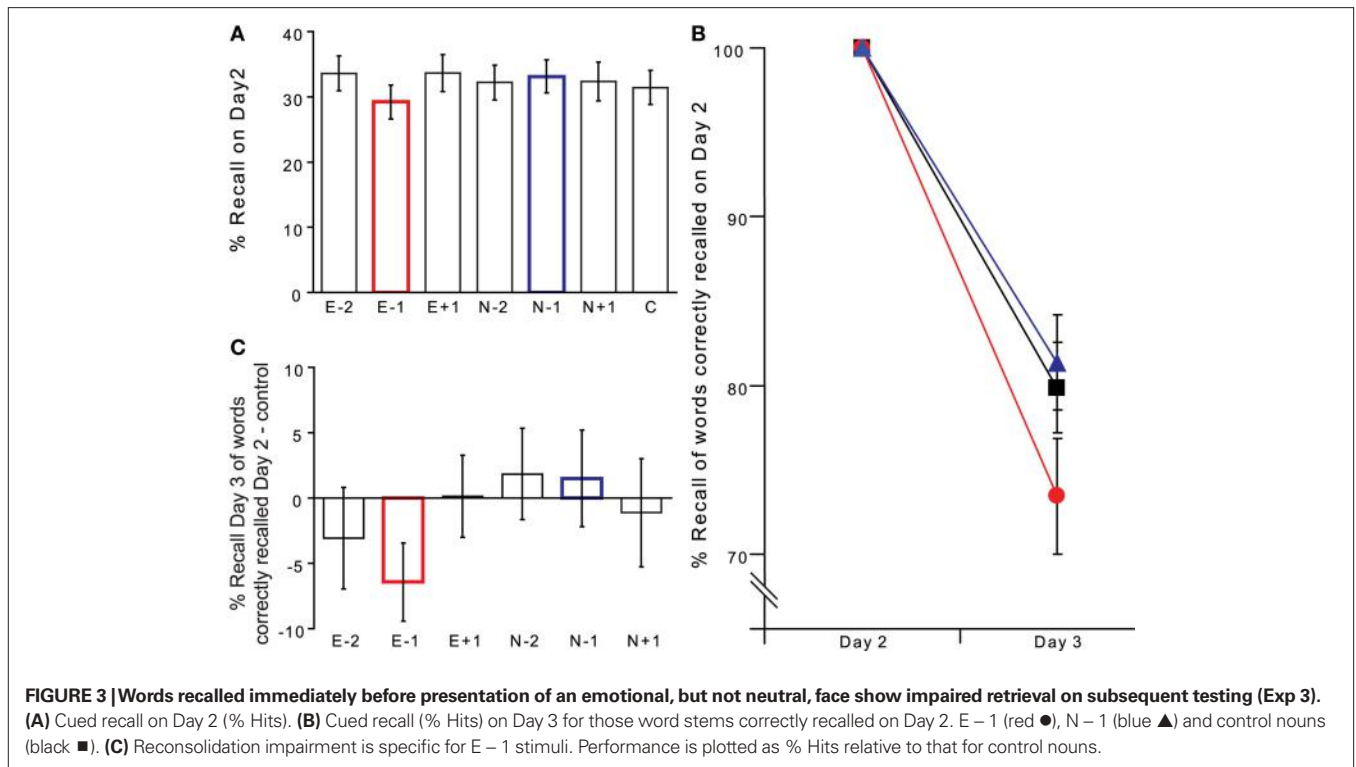 A
% Recall on Day2
40
30
20
10
0
E-2 E-1 E+1 N-2 N-1 N+1 C
B
% Recall of words correctly recalled on Day 2
100
90
80
70
Day 2 Day 3
C
% Recall Day 3 of words
correctly recalled Day 2 - control
10
5
0
-5
-10
E-2 E-1 E+1 N-2 N-1 N+1
FIGURE 3 | Words recalled immediately before presentation of an emotional, but not neutral, face show impaired retrieval on subsequent testing (Exp 3).
(A) Cued recall on Day 2 (% Hits). (B) Cued recall (% Hits) on Day 3 for those word stems correctly recalled on Day 2. E – 1 (red ●), N – 1 (blue ▲) and control nouns
(black ■). (C) Reconsolidation impairment is specific for E – 1 stimuli. Performance is plotted as % Hits relative to that for control nouns.